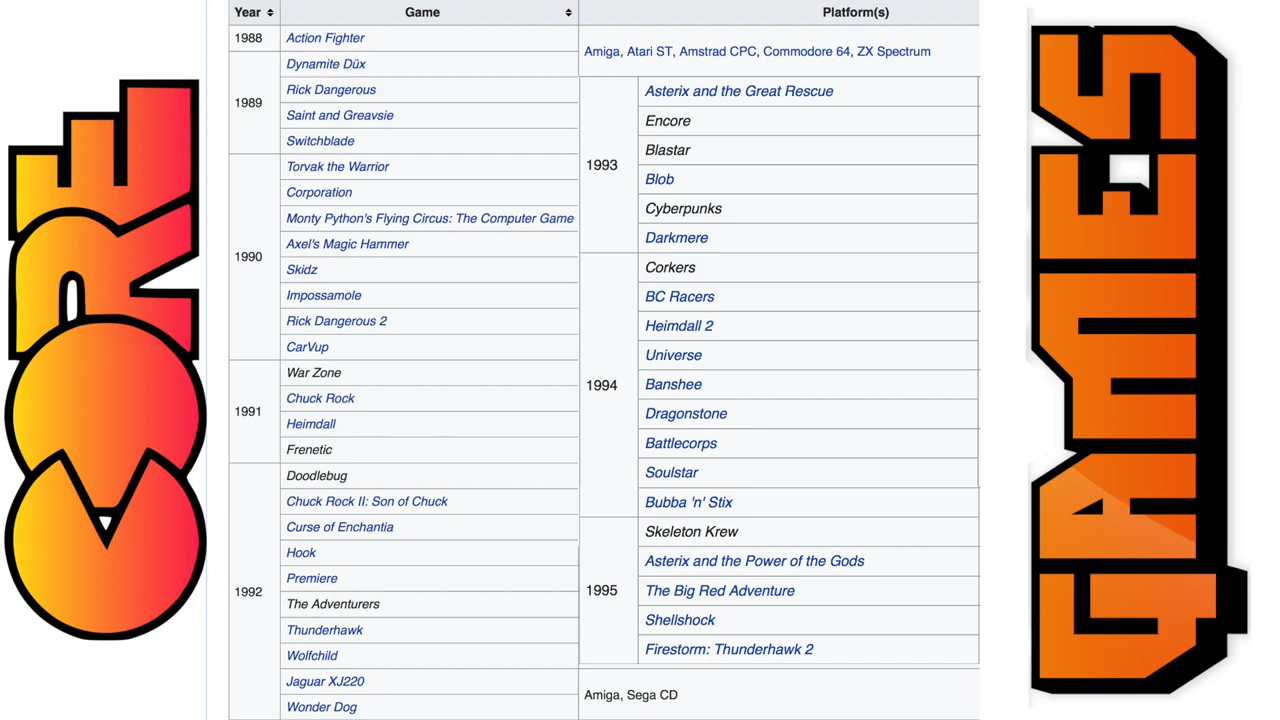 CORE
Year Game Platform(s)
1988 Action Fighter
Amiga, Atari ST, Amstrad CPC, Commodore 64, ZX Spectrum
1989 Dynamite Düx
Rick Dangerous
Saint and Greavsie
Switchblade
1990 Torvak the Warrior
Corporation
Monty Python's Flying Circus: The Computer Game
Axel's Magic Hammer
Skidz
Impossamole
Rick Dangerous 2
CarVup
1991 War Zone
Chuck Rock
Heimdall
Frenetic
1992 Doodlebug
Chuck Rock II: Son of Chuck
Curse of Enchantia
Hook
Premiere
The Adventurers
Thunderhawk
Wolfchild
Jaguar XJ220
Wonder Dog
1993 Asterix and the Great Rescue
Encore
Blastar
Blob
Cyberpunks
Darkmere
1994 Corkers
BC Racers
Heimdall 2
Universe
Banshee
Dragonstone
Battlecorps
Soulstar
Bubba 'n' Stix
1995 Skeleton Krew
Asterix and the Power of the Gods
The Big Red Adventure
Shellshock
Firestorm: Thunderhawk 2
Amiga, Sega CD
GAMES